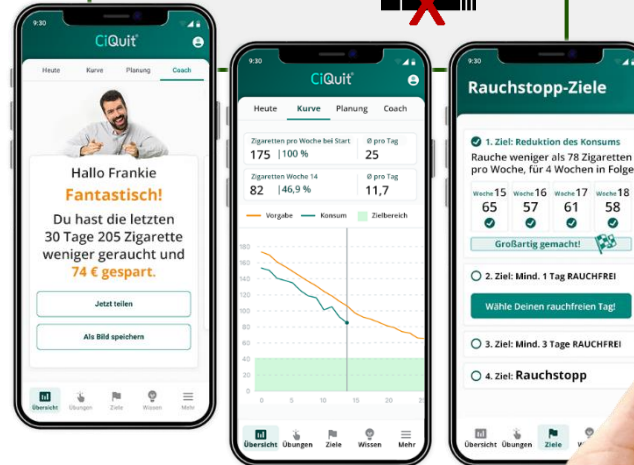 9:30
CiQuit
Heute Kurve Planung Coach
Hallo Frankie
Fantastisch!
Du hast die letzten
30 Tage 205 Zigarette
weniger geraucht und
74 € gespart.
Jetzt teilen
Als Bild speichern
Übersicht Übungen Ziele Wissen Mehr
9:30
CiQuit
Heute Kurve Planung Coach
Zigaretten pro Woche bei Start Ø pro Tag
175 | 100 % 25
Zigaretten Woche 14 Ø pro Tag
82 | 46,9 % 11,7
Vorgabe Konsum Zielbereich
180
160
140
120
100
80
60
40
20
0
0 5 10 15 20 25
Übersicht Übungen Ziele Wissen Mehr
9:30
Rauchstopp-Ziele
1. Ziel: Reduktion des Konsums
Rauche weniger als 78 Zigaretten
pro Woche, für 4 Wochen in Folge
Woche 15 Woche 16 Woche 17 Woche 18
65 57 61 58
Großartig gemacht!
2. Ziel: Mind. 1 Tag RAUCHFREI
Wähle Deinen rauchfreien Tag!
3. Ziel: Mind. 3 Tage RAUCHFREI
4. Ziel: Rauchstopp
Übersicht Übungen Ziele